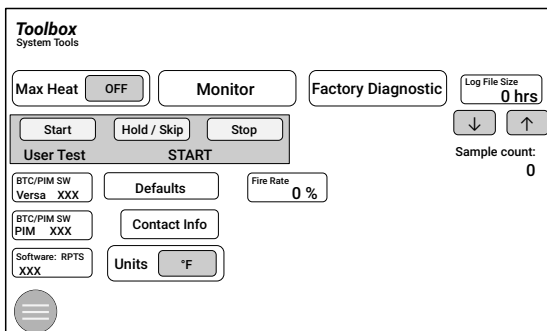 Toolbox
System Tools
Max Heat OFF Monitor Factory Diagnostic
Log File Size
0 hrs
Start Hold / Skip Stop
User Test START
Sample count:
0
BTC/PIM SW
Versa XXX
Defaults
Fire Rate
0 %
BTC/PIM SW
PIM XXX
Contact Info
Software: RPTS
XXX
Units °F